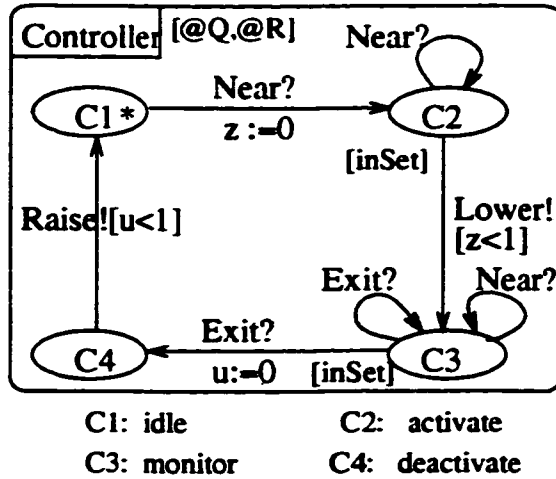 Controller [@Q,@R]
Near?
Near?
C1*
z :=0
C2
[inSet]
Lower!
[z<1]
Raise![u<1]
Exit?
Near?
Exit?
C4
C3
u:=0
[inSet]
C1: idle
C2: activate
C3: monitor
C4: deactivate